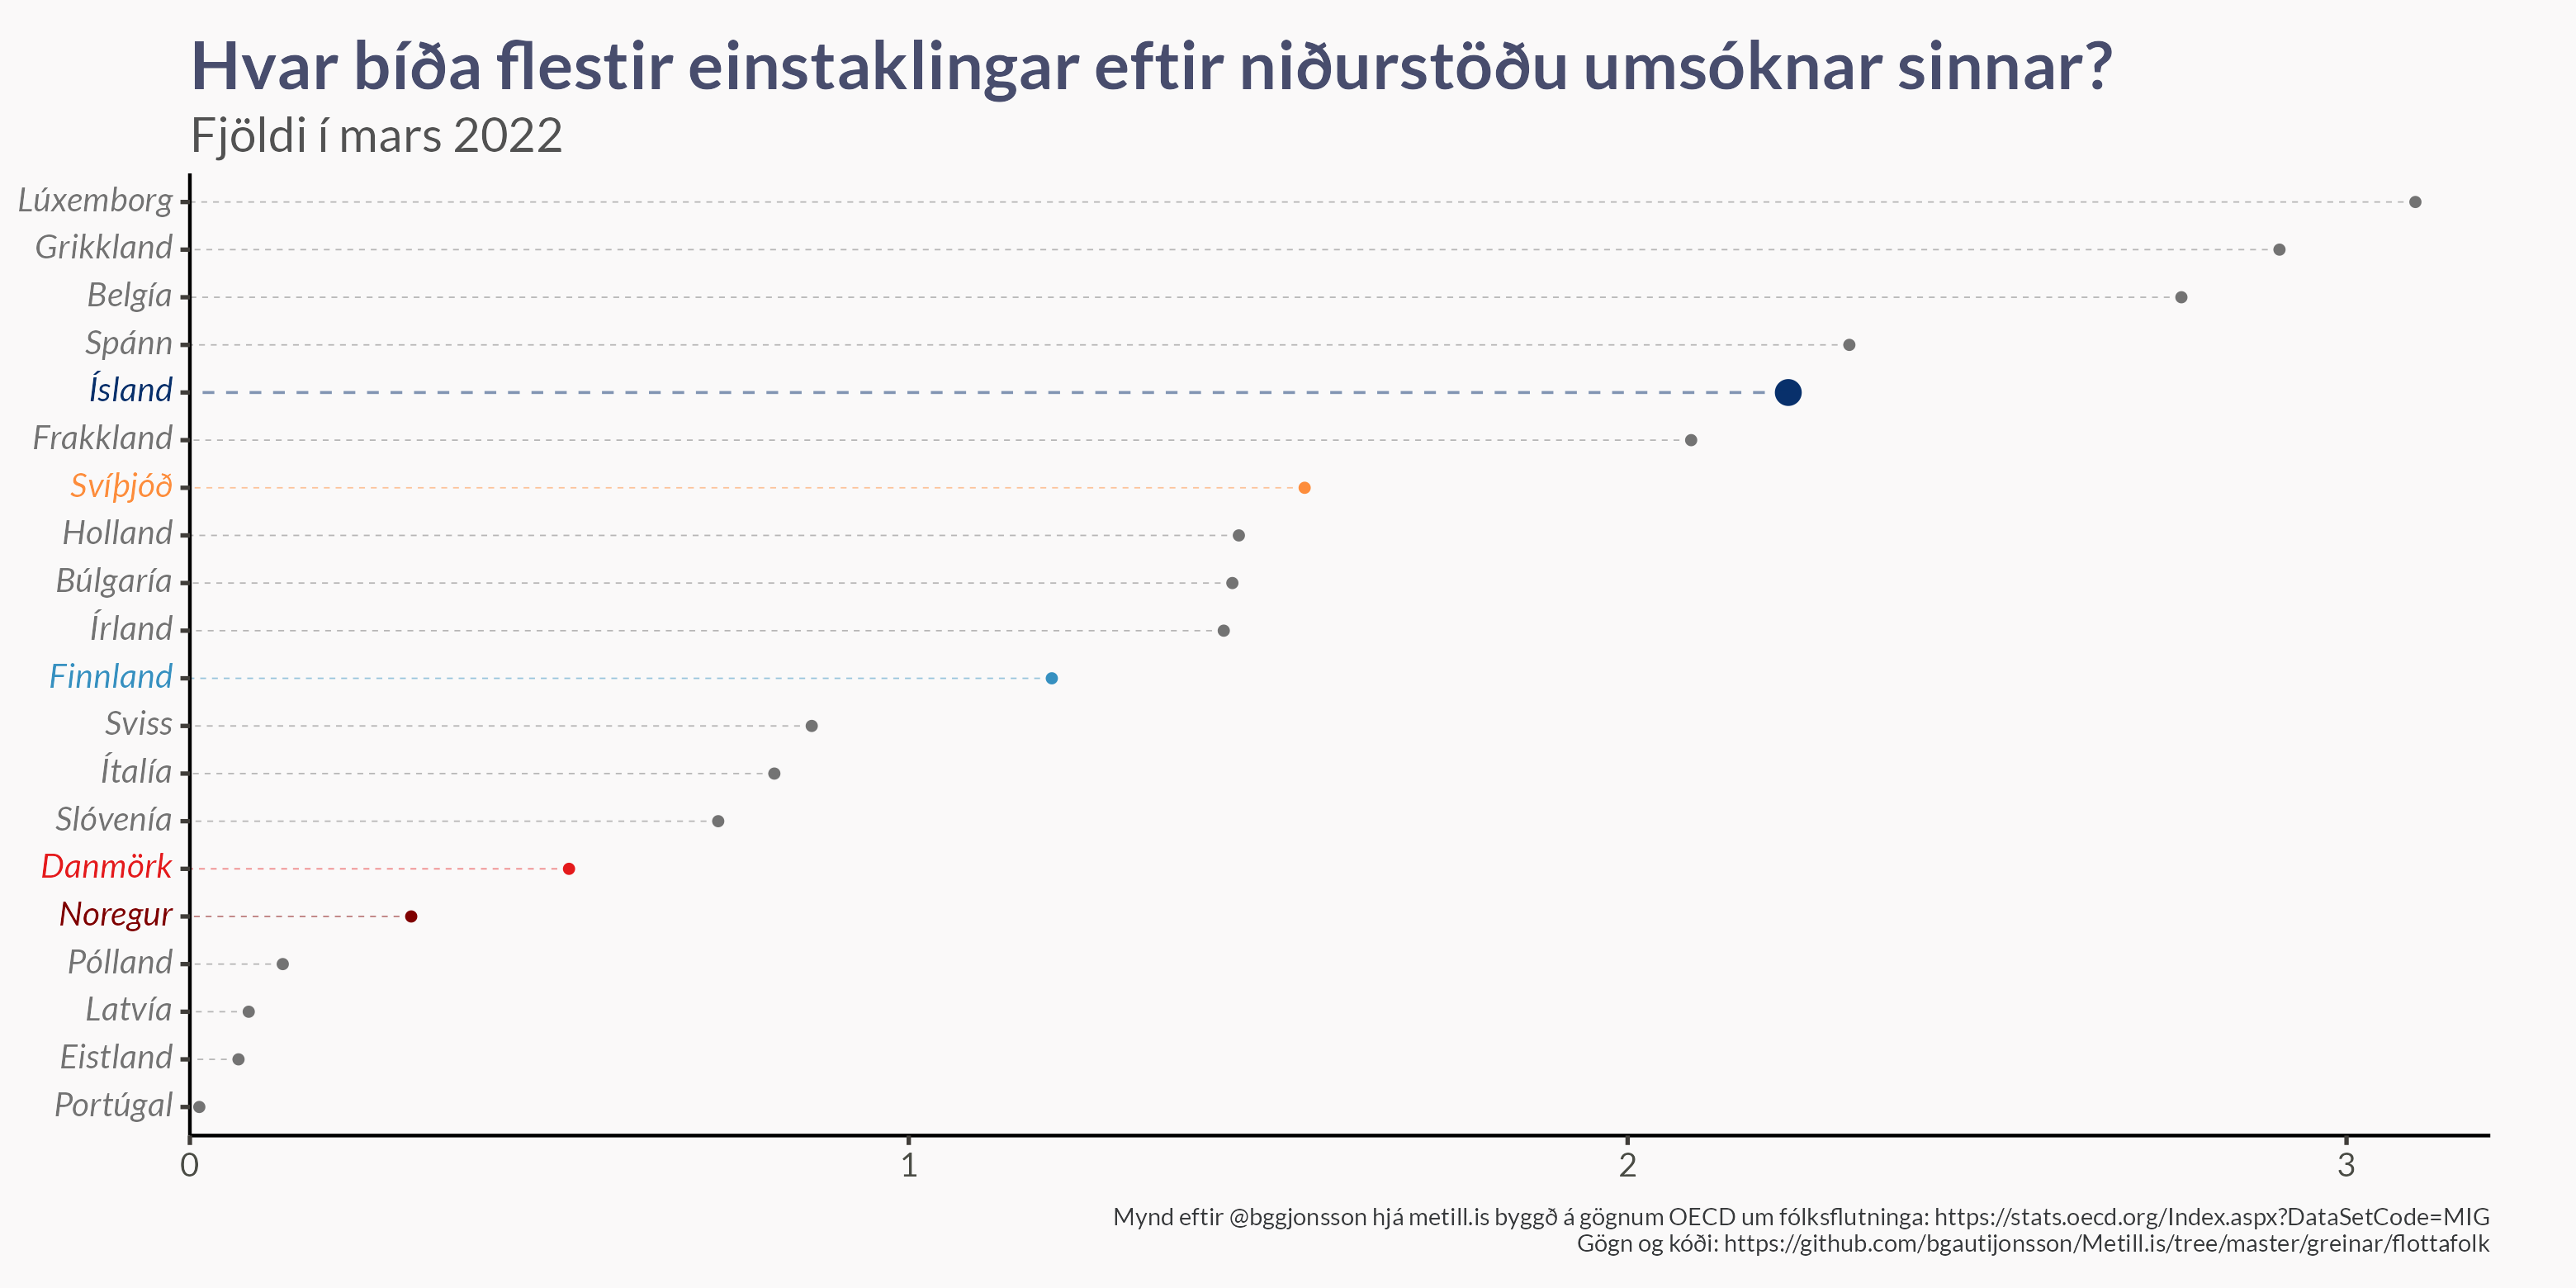 Hvar bíða flestir einstaklingar eftir niðurstöðu umsóknar sinnar?
Fjöldi í mars 2022
Lúxemborg
Grikkland
Belgía
Spánn
Ísland
Frakkland
Svíþjóð
Holland
Búlgaría
Írland
Finnland
Sviss
Ítalía
Slóvenía
Danmörk
Noregur
Pólland
Latvía
Eistland
Portúgal
0 1 2 3
Mynd eftir @bggjonsson hjá metill.is byggð á gögnum OECD um fólksflutninga: https://stats.oecd.org/Index.aspx?DataSetCode=MIG
Gögn og kóði: https://github.com/bgautijonsson/Metill.is/tree/master/greinar/flottafolk